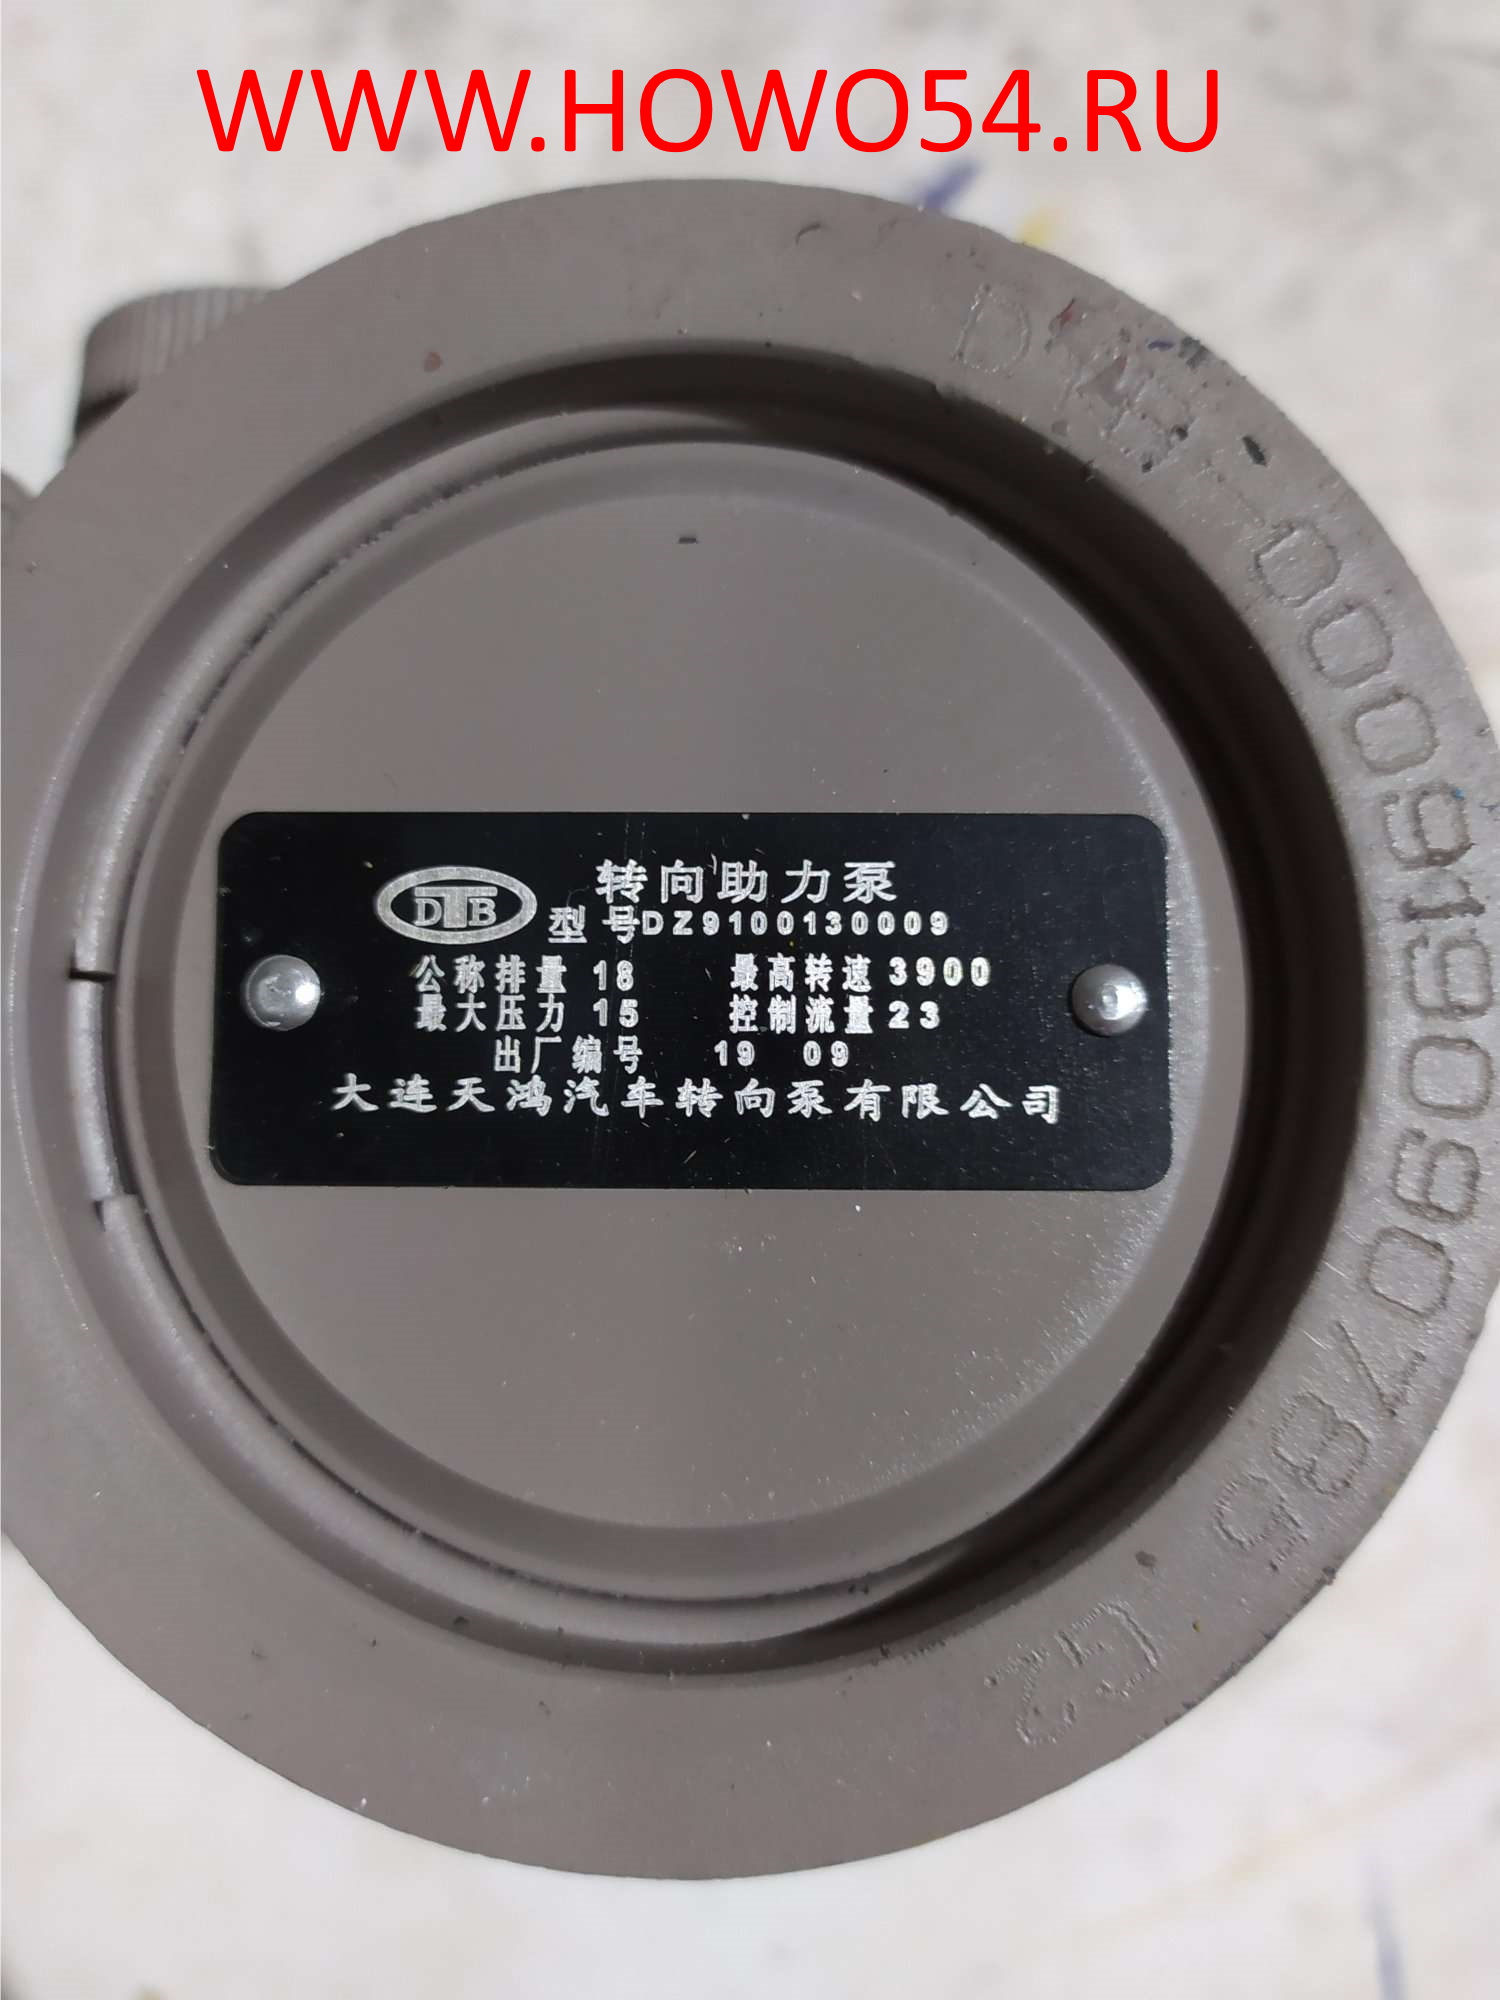 WWW.HOWO54.RU
DTB
转向助力泵
型号DZ9100130009
公称排量 18 最高转速 3900
最大压力 15 控制流量 23
出厂编号 19 09
大连天鸿汽车转向泵有限公司
000919090785